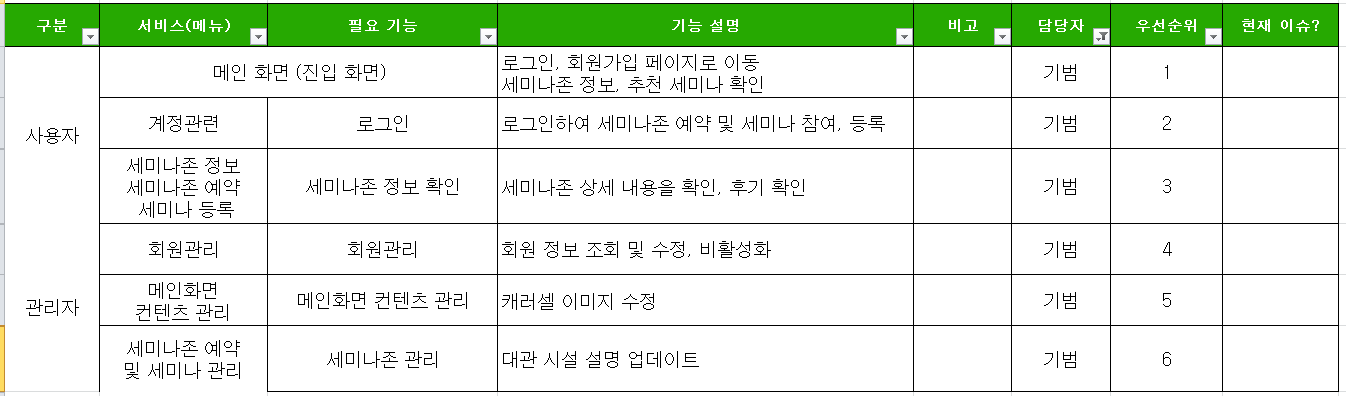 구분 서비스(메뉴) 필요 기능 기능 설명 비고 담당자 우선순위 현재 이슈?
사용자
메인 화면 (진입 화면)
로그인, 회원가입 페이지로 이동
세미나존 정보, 추천 세미나 확인
기범 1
계정관련 로그인 로그인하여 세미나존 예약 및 세미나 참여, 등록 기범 2
세미나존 정보
세미나존 예약
세미나 등록
세미나존 정보 확인 세미나존 상세 내용을 확인, 후기 확인 기범 3
관리자
회원관리 회원관리 회원 정보 조회 및 수정, 비활성화 기범 4
메인화면
컨텐츠 관리
메인화면 컨텐츠 관리 캐러셀 이미지 수정 기범 5
세미나존 예약
및 세미나 관리
세미나존 관리 대관 시설 설명 업데이트 기범 6